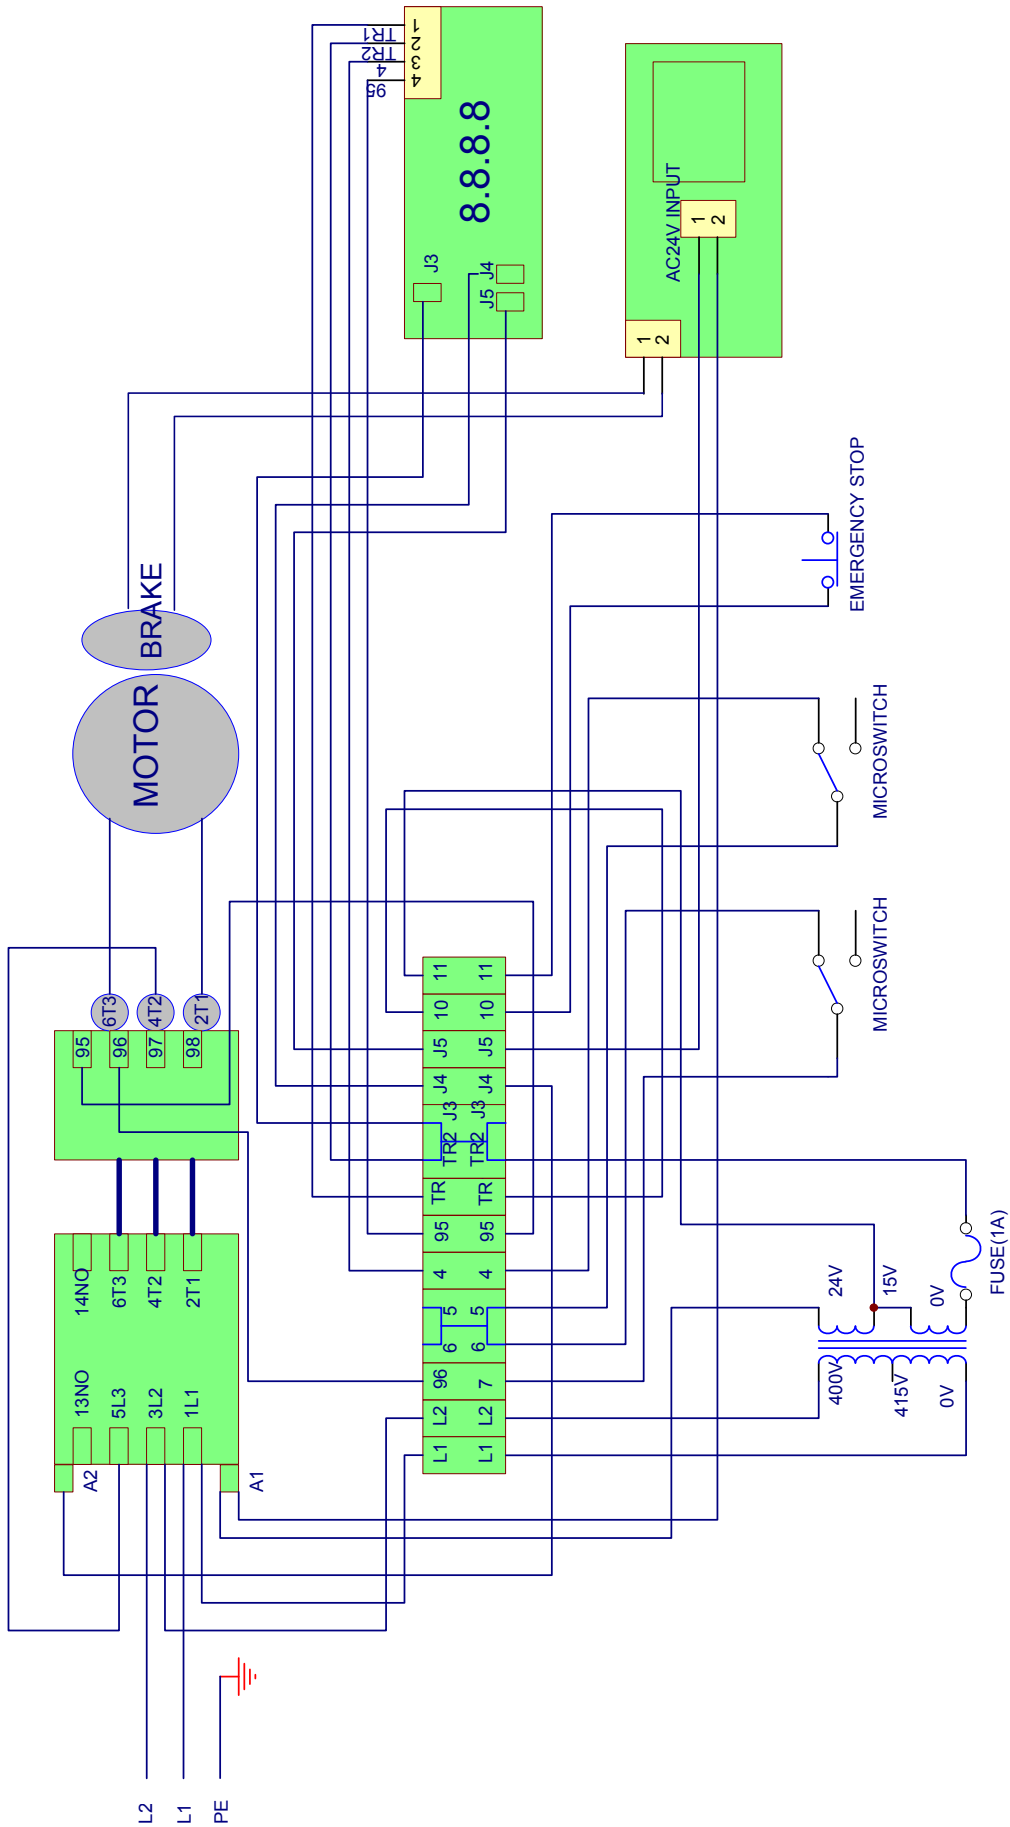 1
2
3
4
TR1
TR2
4
95
8.8.8.8
J3
J4
J5
AC24V INPUT
1
2
1
2
EMERGENCY STOP
BRAKE
MOTOR
MICROSWITCH
MICROSWITCH
6T3
4T2
2T1
95
96
97
98
11 11
10 10
J5 J5
J4 J4
J3 J3
TR2 TR2
TR TR
95 95
4 4
5 5
6 6
96 7
L2 L2
L1 L1
14NO
6T3
4T2
2T1
13NO
5L3
3L2
1L1
A2
A1
24V
15V
0V
FUSE(1A)
400V
415V
0V
L2
L1
PE